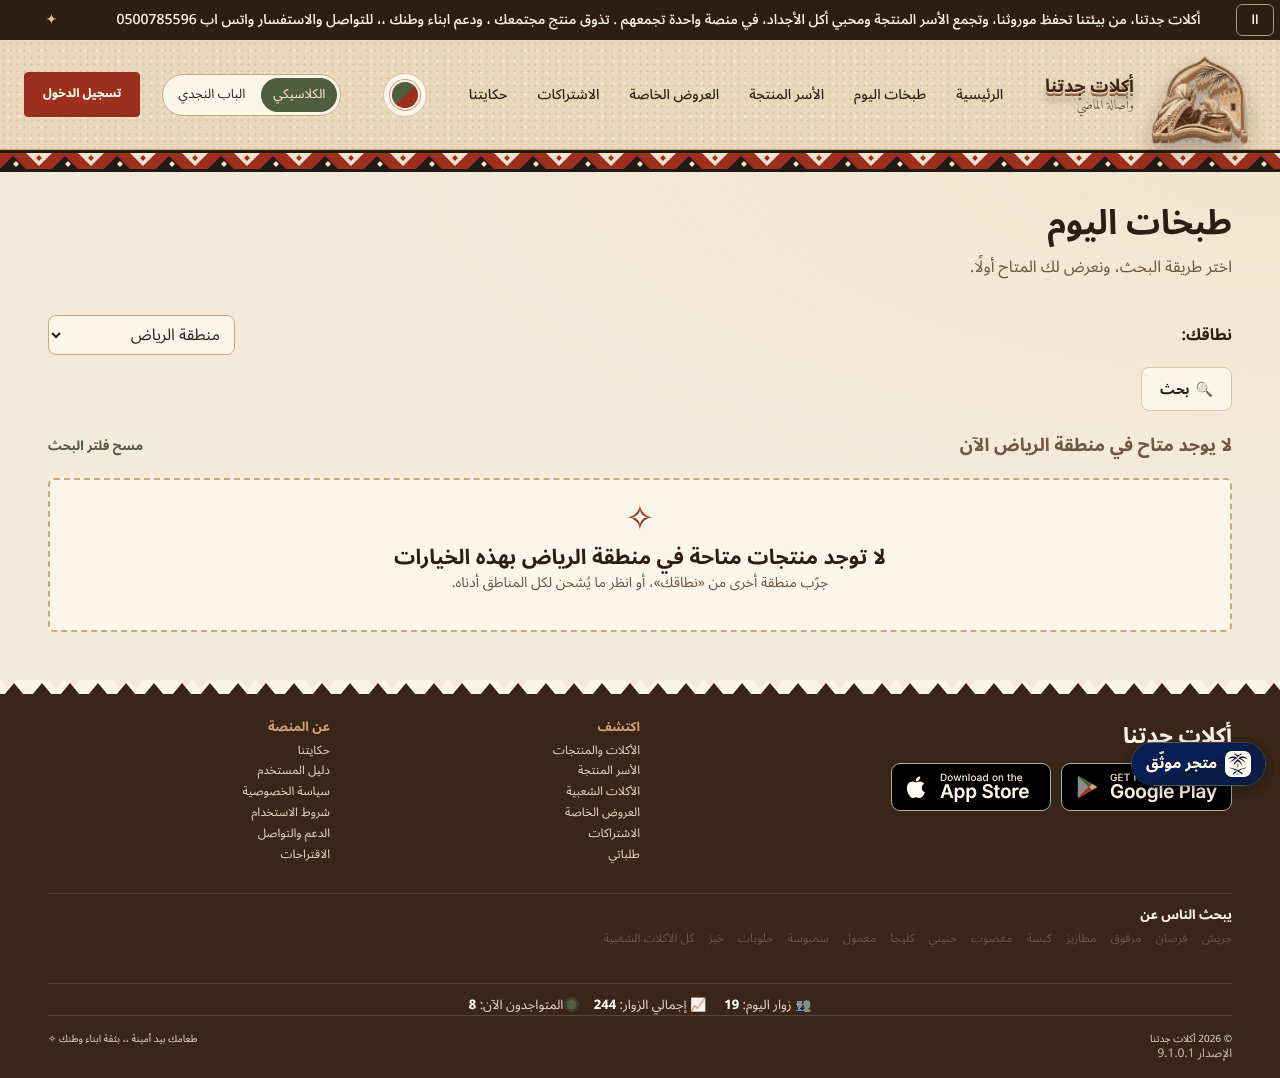 أكلات جدتنا، من بيئتنا تحفظ موروثنا، وتجمع الأسر المنتجة ومحبي أكل الأجداد، في منصة واحدة تجمعهم . تذوق منتج مجتمعك ، ودعم ابناء وطنك ،، للتواصل والاستفسار واتس اب 0500785596 ✦
أكلات جدتنا
وأصالة الماضي
الرئيسية
طبخات اليوم
الأسر المنتجة
العروض الخاصة
الاشتراكات
حكايتنا
الكلاسيكي
الباب النجدي
تسجيل الدخول
طبخات اليوم
اختر طريقة البحث، ونعرض لك المتاح أولًا.
نطاقك:
منطقة الرياض
🔍 بحث
لا يوجد متاح في منطقة الرياض الآن
مسح فلتر البحث
لا توجد منتجات متاحة في منطقة الرياض بهذه الخيارات
جرّب منطقة أخرى من «نطاقك»، أو انظر ما يُشحن لكل المناطق أدناه.
أكلات جدتنا
متجر موثّق
Google Play
Download on the
App Store
اكتشف
الأكلات والمنتجات
الأسر المنتجة
الأكلات الشعبية
العروض الخاصة
الاشتراكات
طلباتي
عن المنصة
حكايتنا
دليل المستخدم
سياسة الخصوصية
شروط الاستخدام
الدعم والتواصل
الاقتراحات
يبحث الناس عن
جريش قرصان مرقوق مطازيز كبسة معصوب حنيني كليجا معمول سمبوسة حلويات خبز كل الأكلات الشعبية
👥 زوار اليوم: 19 📈 إجمالي الزوار: 244 المتواجدون الآن: 8
© 2026 أكلات جدتنا
الإصدار 9.1.0.1
طعامك بيد أمينة ،، بثقة ابناء وطنك ✧